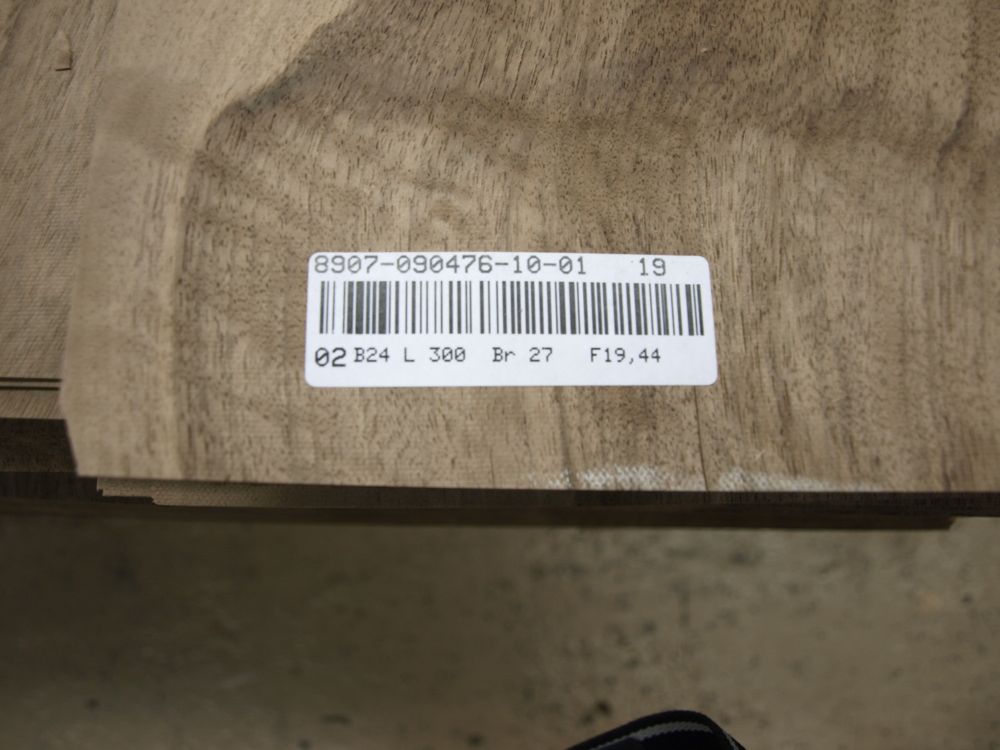 8907-090476-10-01 19
02 B24 L 300 Br 27 F19,44